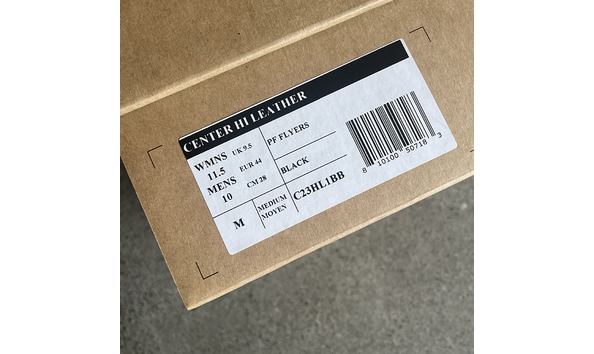 CENTER HI LEATHER
WMNS UK 9.5
11.5
MENS EUR 44
10 CM 28
PF FLYERS
BLACK
M
MEDIUM
MOYEN
C23HL1BB
8 10100 50718 3